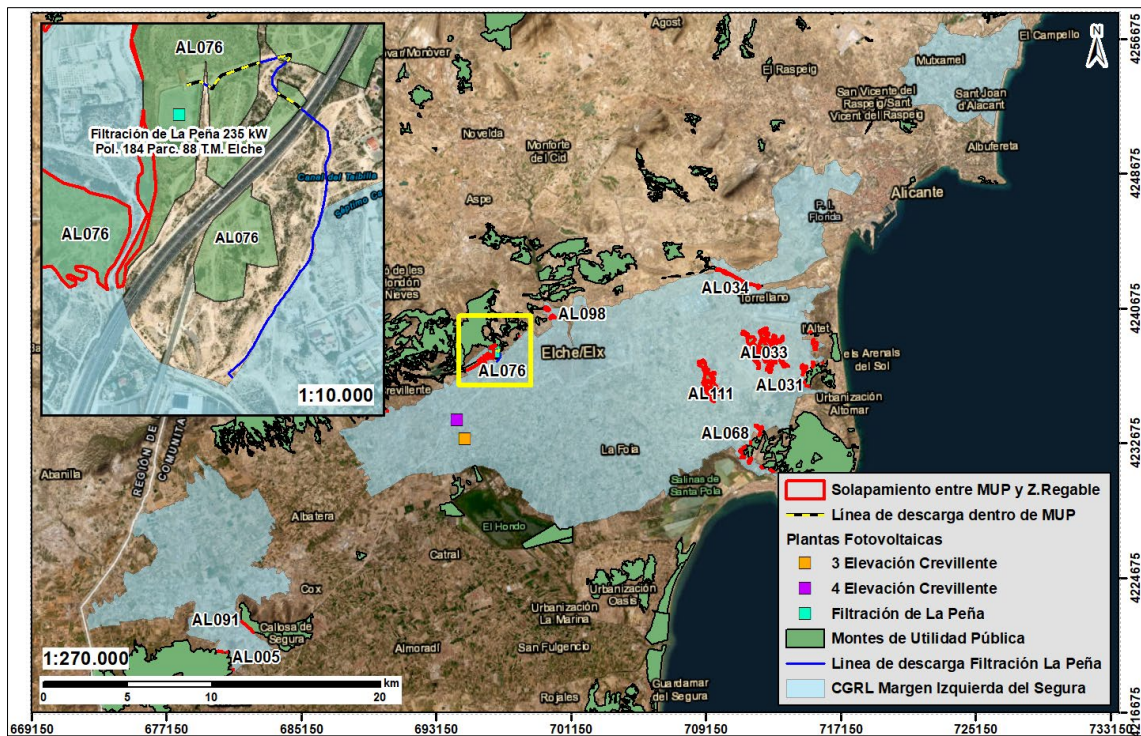 AL076
Filtración de La Peña 235 kW
Pol. 184 Parc. 88 T.M. Elche
Canal del Taibilla
AL076
AL076
1:10.000
Agost
El Campello
Mutxamel
El Raspeig
San Vicente del
Raspeig/Sant
Vicent del Raspeig
Sant Joan
d'Alacant
Novelda
Albufereta
Monforte
del Cid
Alicante
Aspe
P. I.
Florida
AL034
Torrellano
AL098
Elche/Elx
l'Altet
AL033
els Arenals
del Sol
AL076
AL031
AL111
Urbanización
Altomar
Crevillente
AL068
La Foia
REGIÓN DE
COMUNITA
Abanilla
Salinas de
Santa Pola
Albatera
El Hondo
Catral
Cox
Urbanización
Oasis
AL091
Callosa de
Segura
Urbanización
La Marina
AL005
Almoradí
San Fulgencio
Guardamar
del Segura
Rojales
1:270.000
km
0 5 10 20
N
Solapamiento entre MUP y Z.Regable
Línea de descarga dentro de MUP
Plantas Fotovoltaicas
3 Elevación Crevillente
4 Elevación Crevillente
Filtración de La Peña
Montes de Utilidad Pública
Linea de descarga Filtración La Peña
CGRL Margen Izquierda del Segura
4256675
4248675
4240675
4232675
4224675
4216675
669150 677150 685150 693150 701150 709150 717150 725150 733150